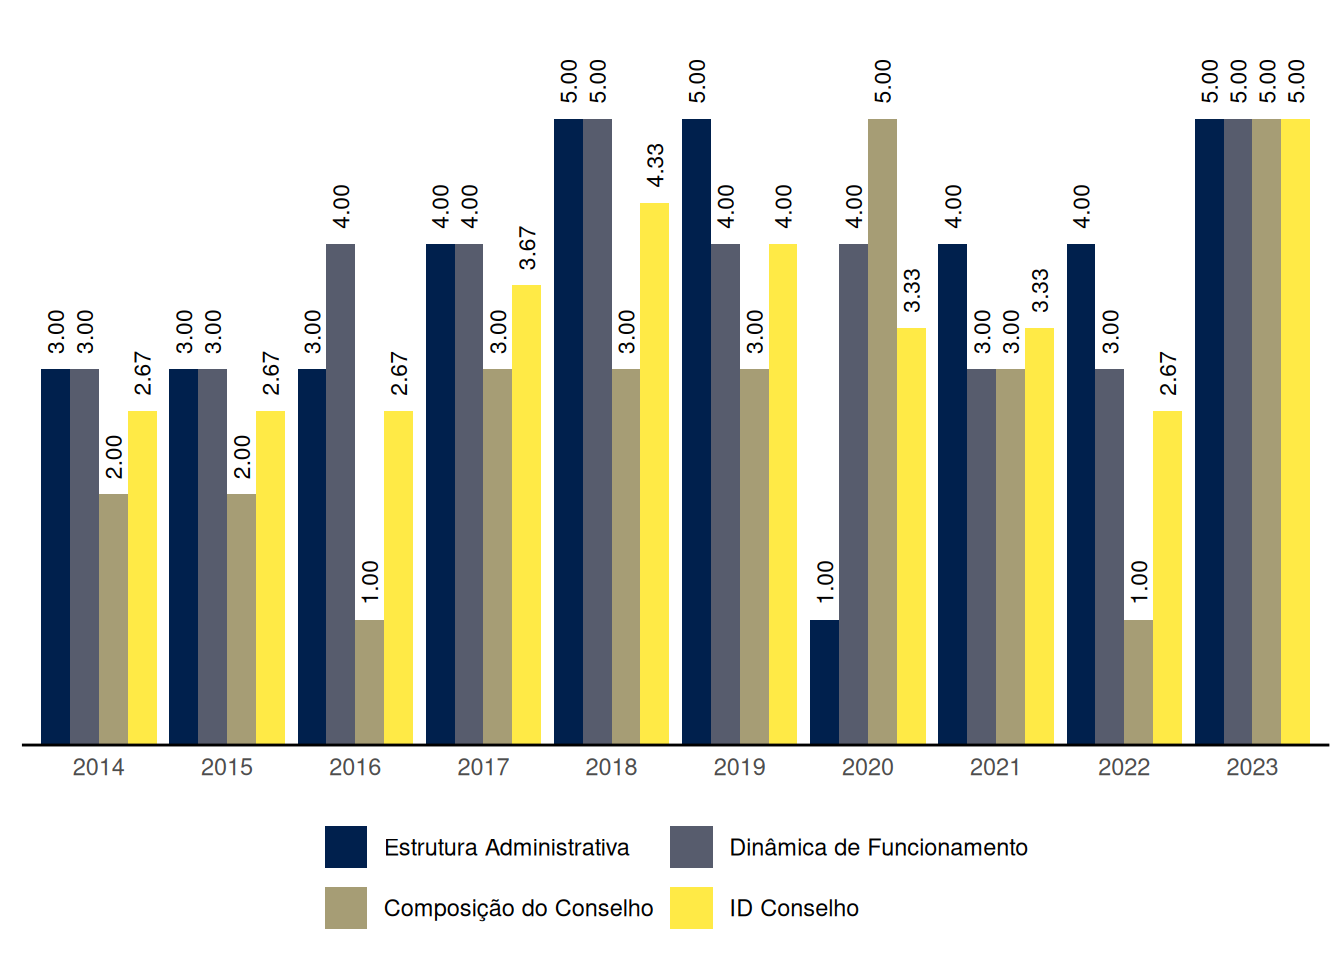 3.00 3.00 2.00 2.67
3.00 3.00 2.00 2.67
3.00 4.00 1.00 2.67
4.00 4.00 3.00 3.67
5.00 5.00 3.00 4.33
5.00 4.00 3.00 4.00
1.00 4.00 5.00 3.33
4.00 3.00 3.00 3.33
4.00 3.00 1.00 2.67
5.00 5.00 5.00 5.00
2014 2015 2016 2017 2018 2019 2020 2021 2022 2023
Estrutura Administrativa Dinâmica de Funcionamento
Composição do Conselho ID Conselho